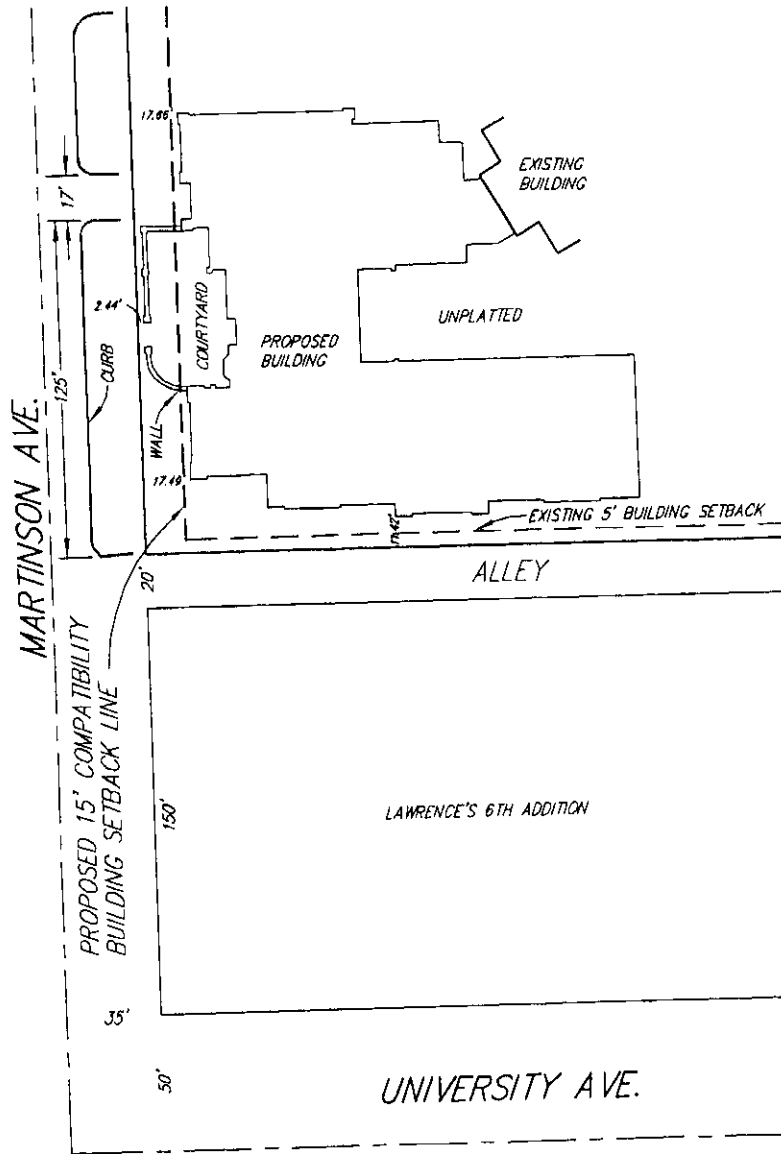 17.66'
EXISTING
BUILDING
17'
2.44'
COURTYARD
UNPLATTED
PROPOSED
BUILDING
CURB
125'
MARTINSON AVE.
WALL
17.49
EXISTING 5' BUILDING SETBACK
20'
ALLEY
PROPOSED 15' COMPATIBILITY
BUILDING SETBACK LINE
150'
LAWRENCE'S 6TH ADDITION
35'
50'
UNIVERSITY AVE.